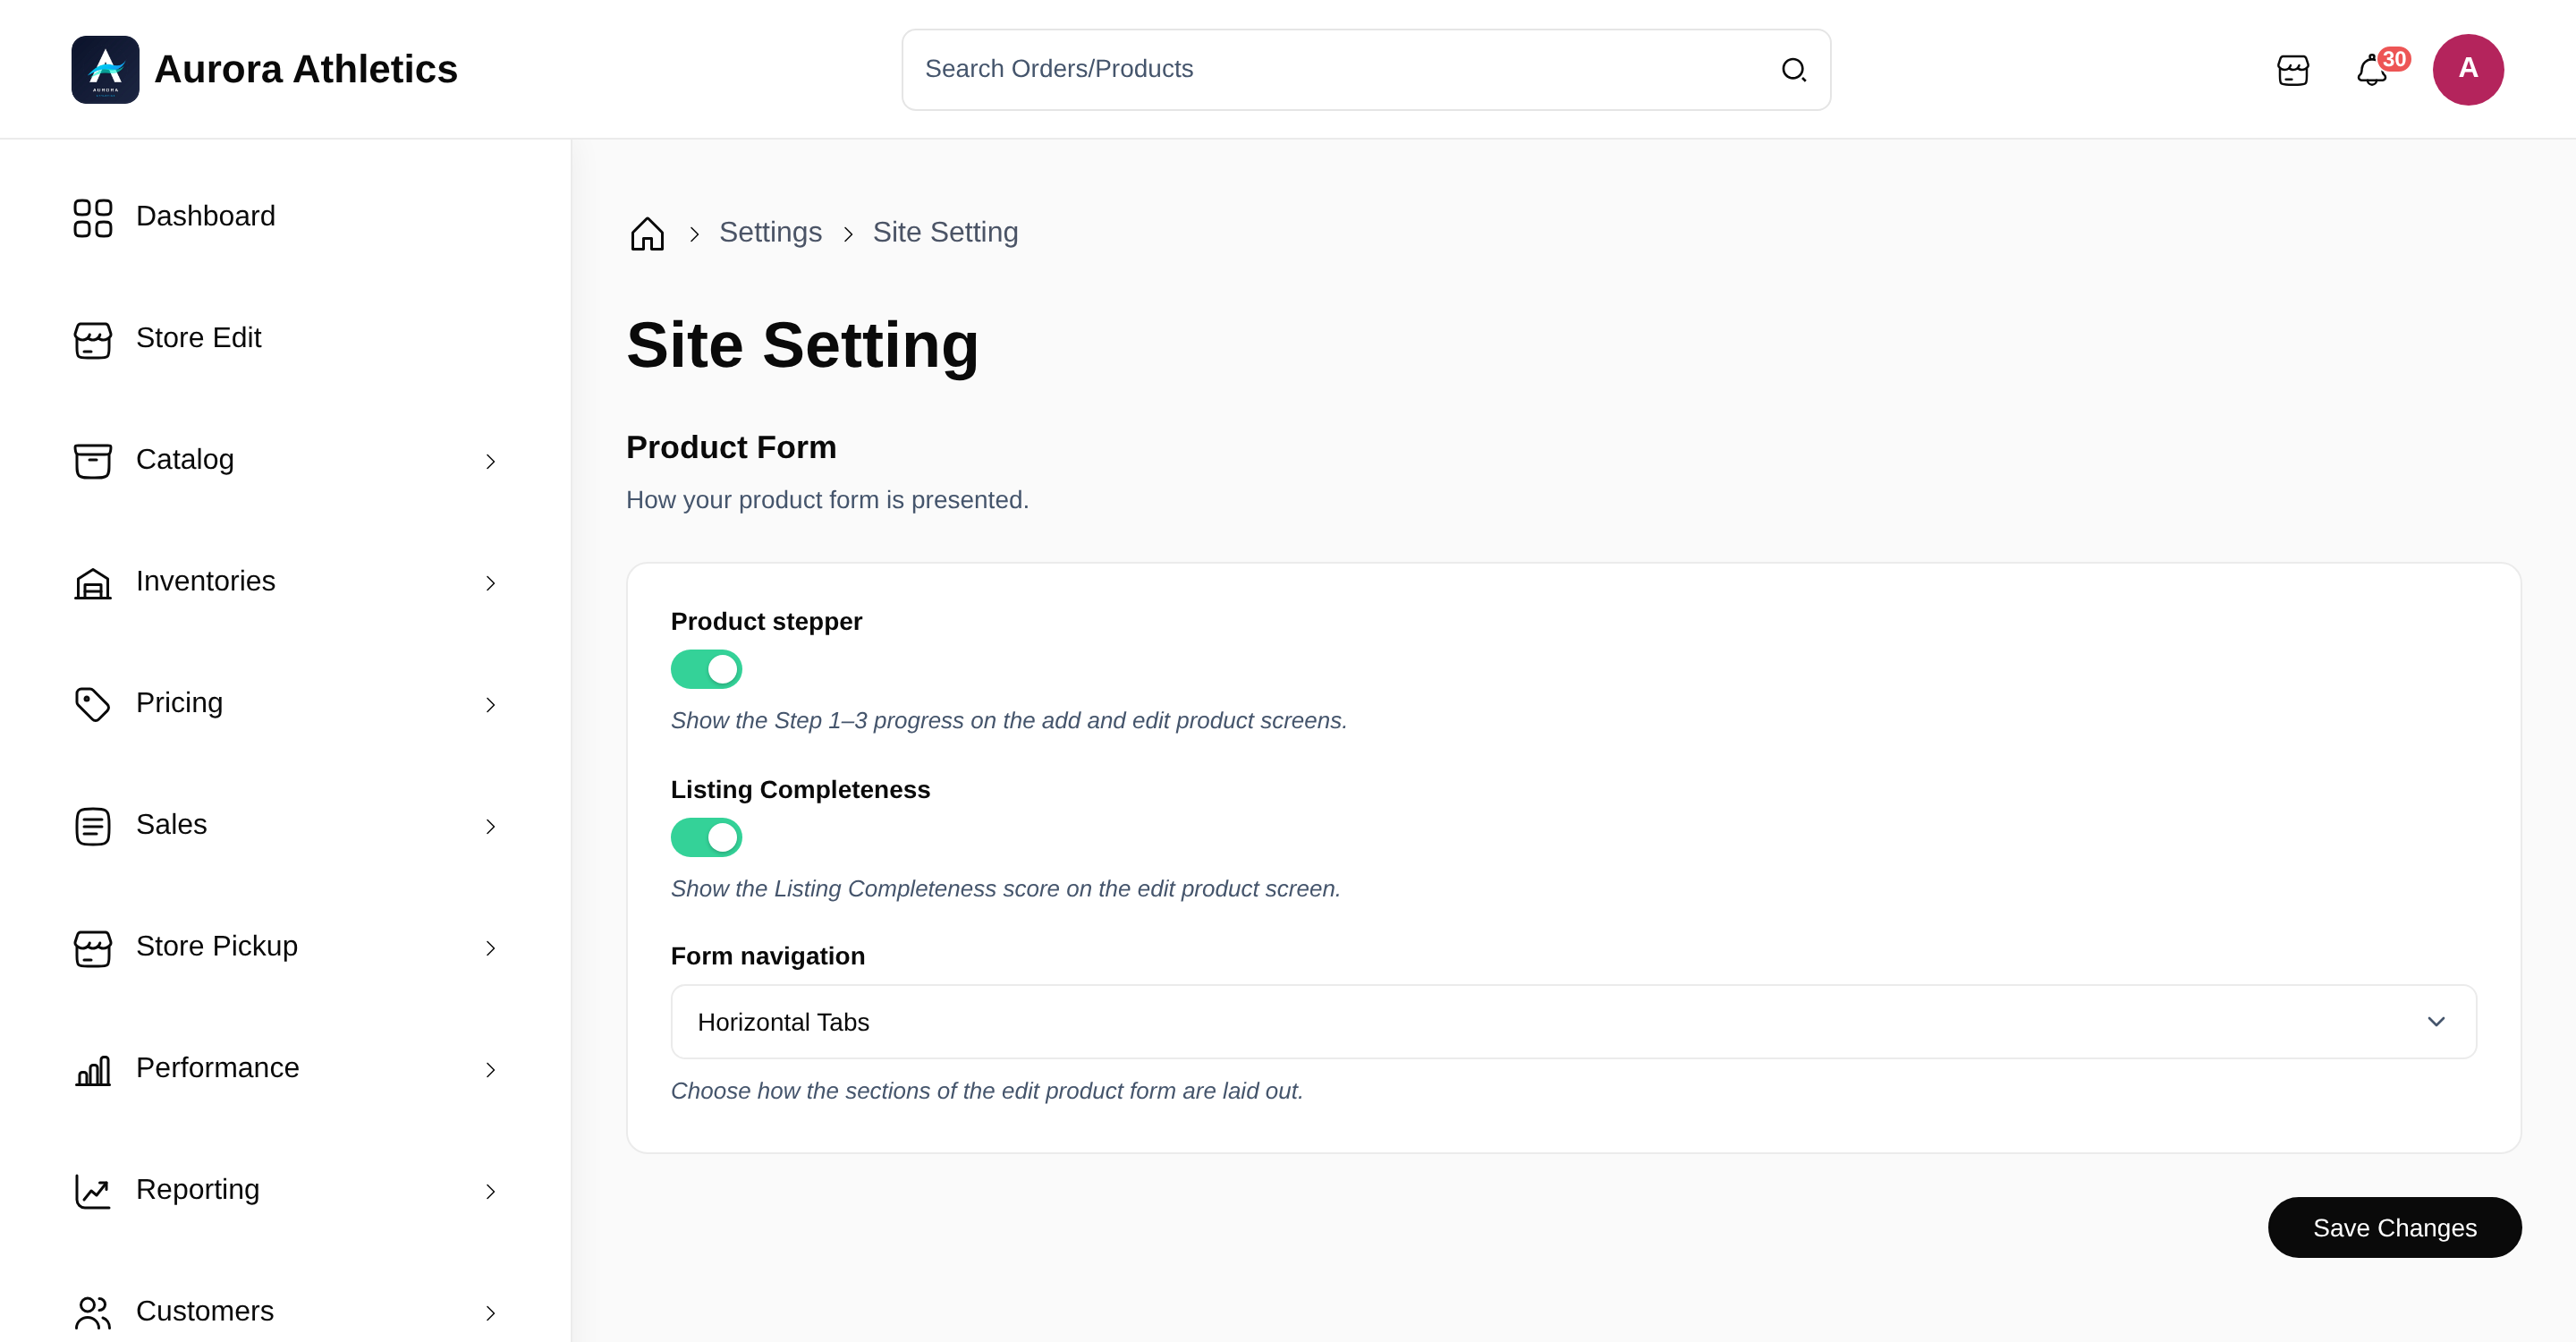 AURORA
Aurora Athletics
Search Orders/Products
30
A
Dashboard
Store Edit
Catalog
Inventories
Pricing
Sales
Store Pickup
Performance
Reporting
Customers
Settings
Site Setting
Site Setting
Product Form
How your product form is presented.
Product stepper
Show the Step 1–3 progress on the add and edit product screens.
Listing Completeness
Show the Listing Completeness score on the edit product screen.
Form navigation
Horizontal Tabs
Choose how the sections of the edit product form are laid out.
Save Changes